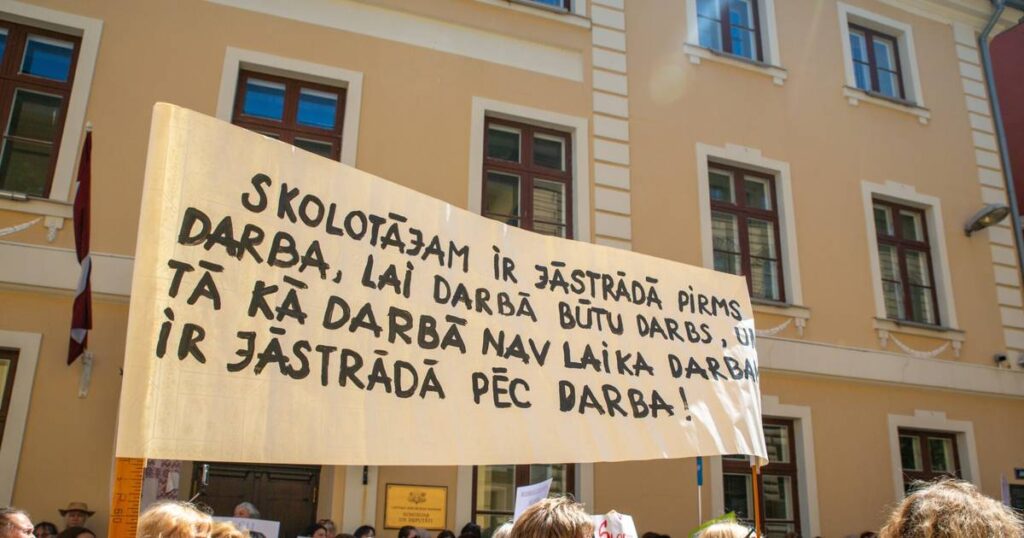 SKOLOTĀJAM IR JĀSTRĀDĀ PIRMS
DARBA, LAI DARBĀ BŪTU DARBS, UN
TĀ KĀ DARBĀ NAV LAIKA DARBAM
IR JĀSTRĀDĀ PĒC DARBA!